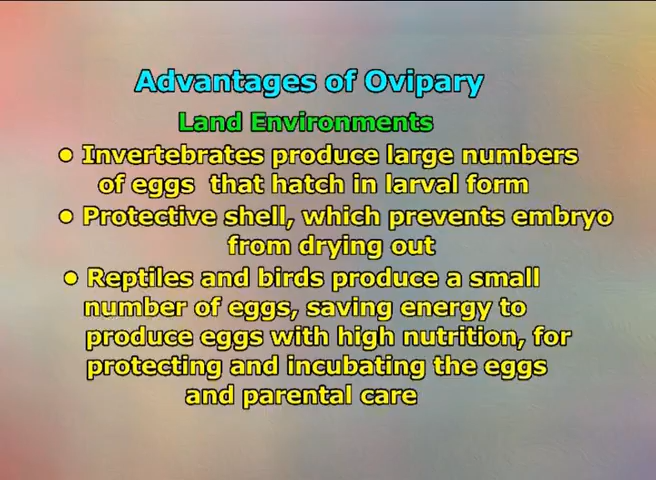 Advantages of Ovipary
Land Environments
● Invertebrates produce large numbers
of eggs that hatch in larval form
● Protective shell, which prevents embryo
from drying out
● Reptiles and birds produce a small
number of eggs, saving energy to
produce eggs with high nutrition, for
protecting and incubating the eggs
and parental care